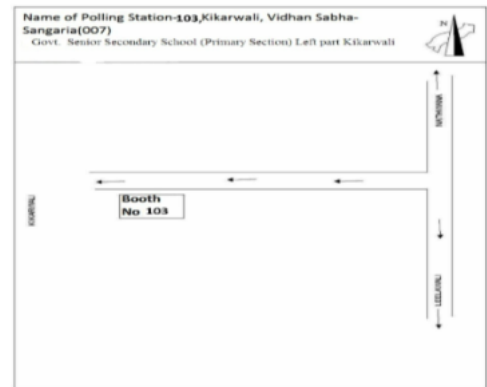 Name of Polling Station-103,Kikarwali, Vidhan Sabha-
Sangaria(007)
Govt. Senior Secondary School (Primary Section) Left part Kikarwali
N
Booth
No 103
LEELAWALI